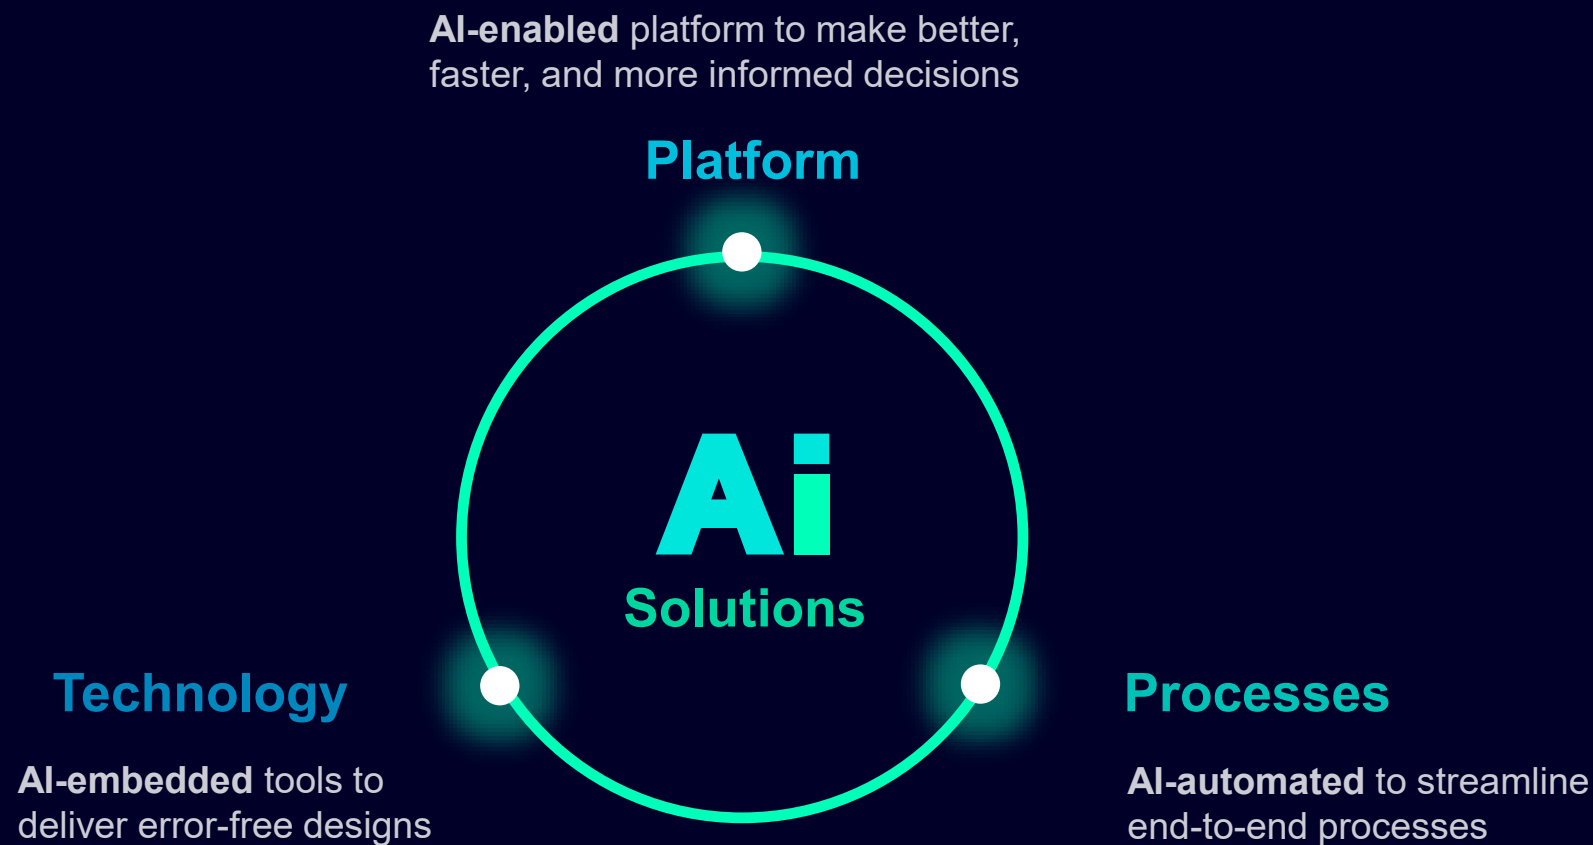 AI-enabled platform to make better,
faster, and more informed decisions
Platform
Ai
Solutions
Technology
AI-embedded tools to
deliver error-free designs
Processes
AI-automated to streamline
end-to-end processes